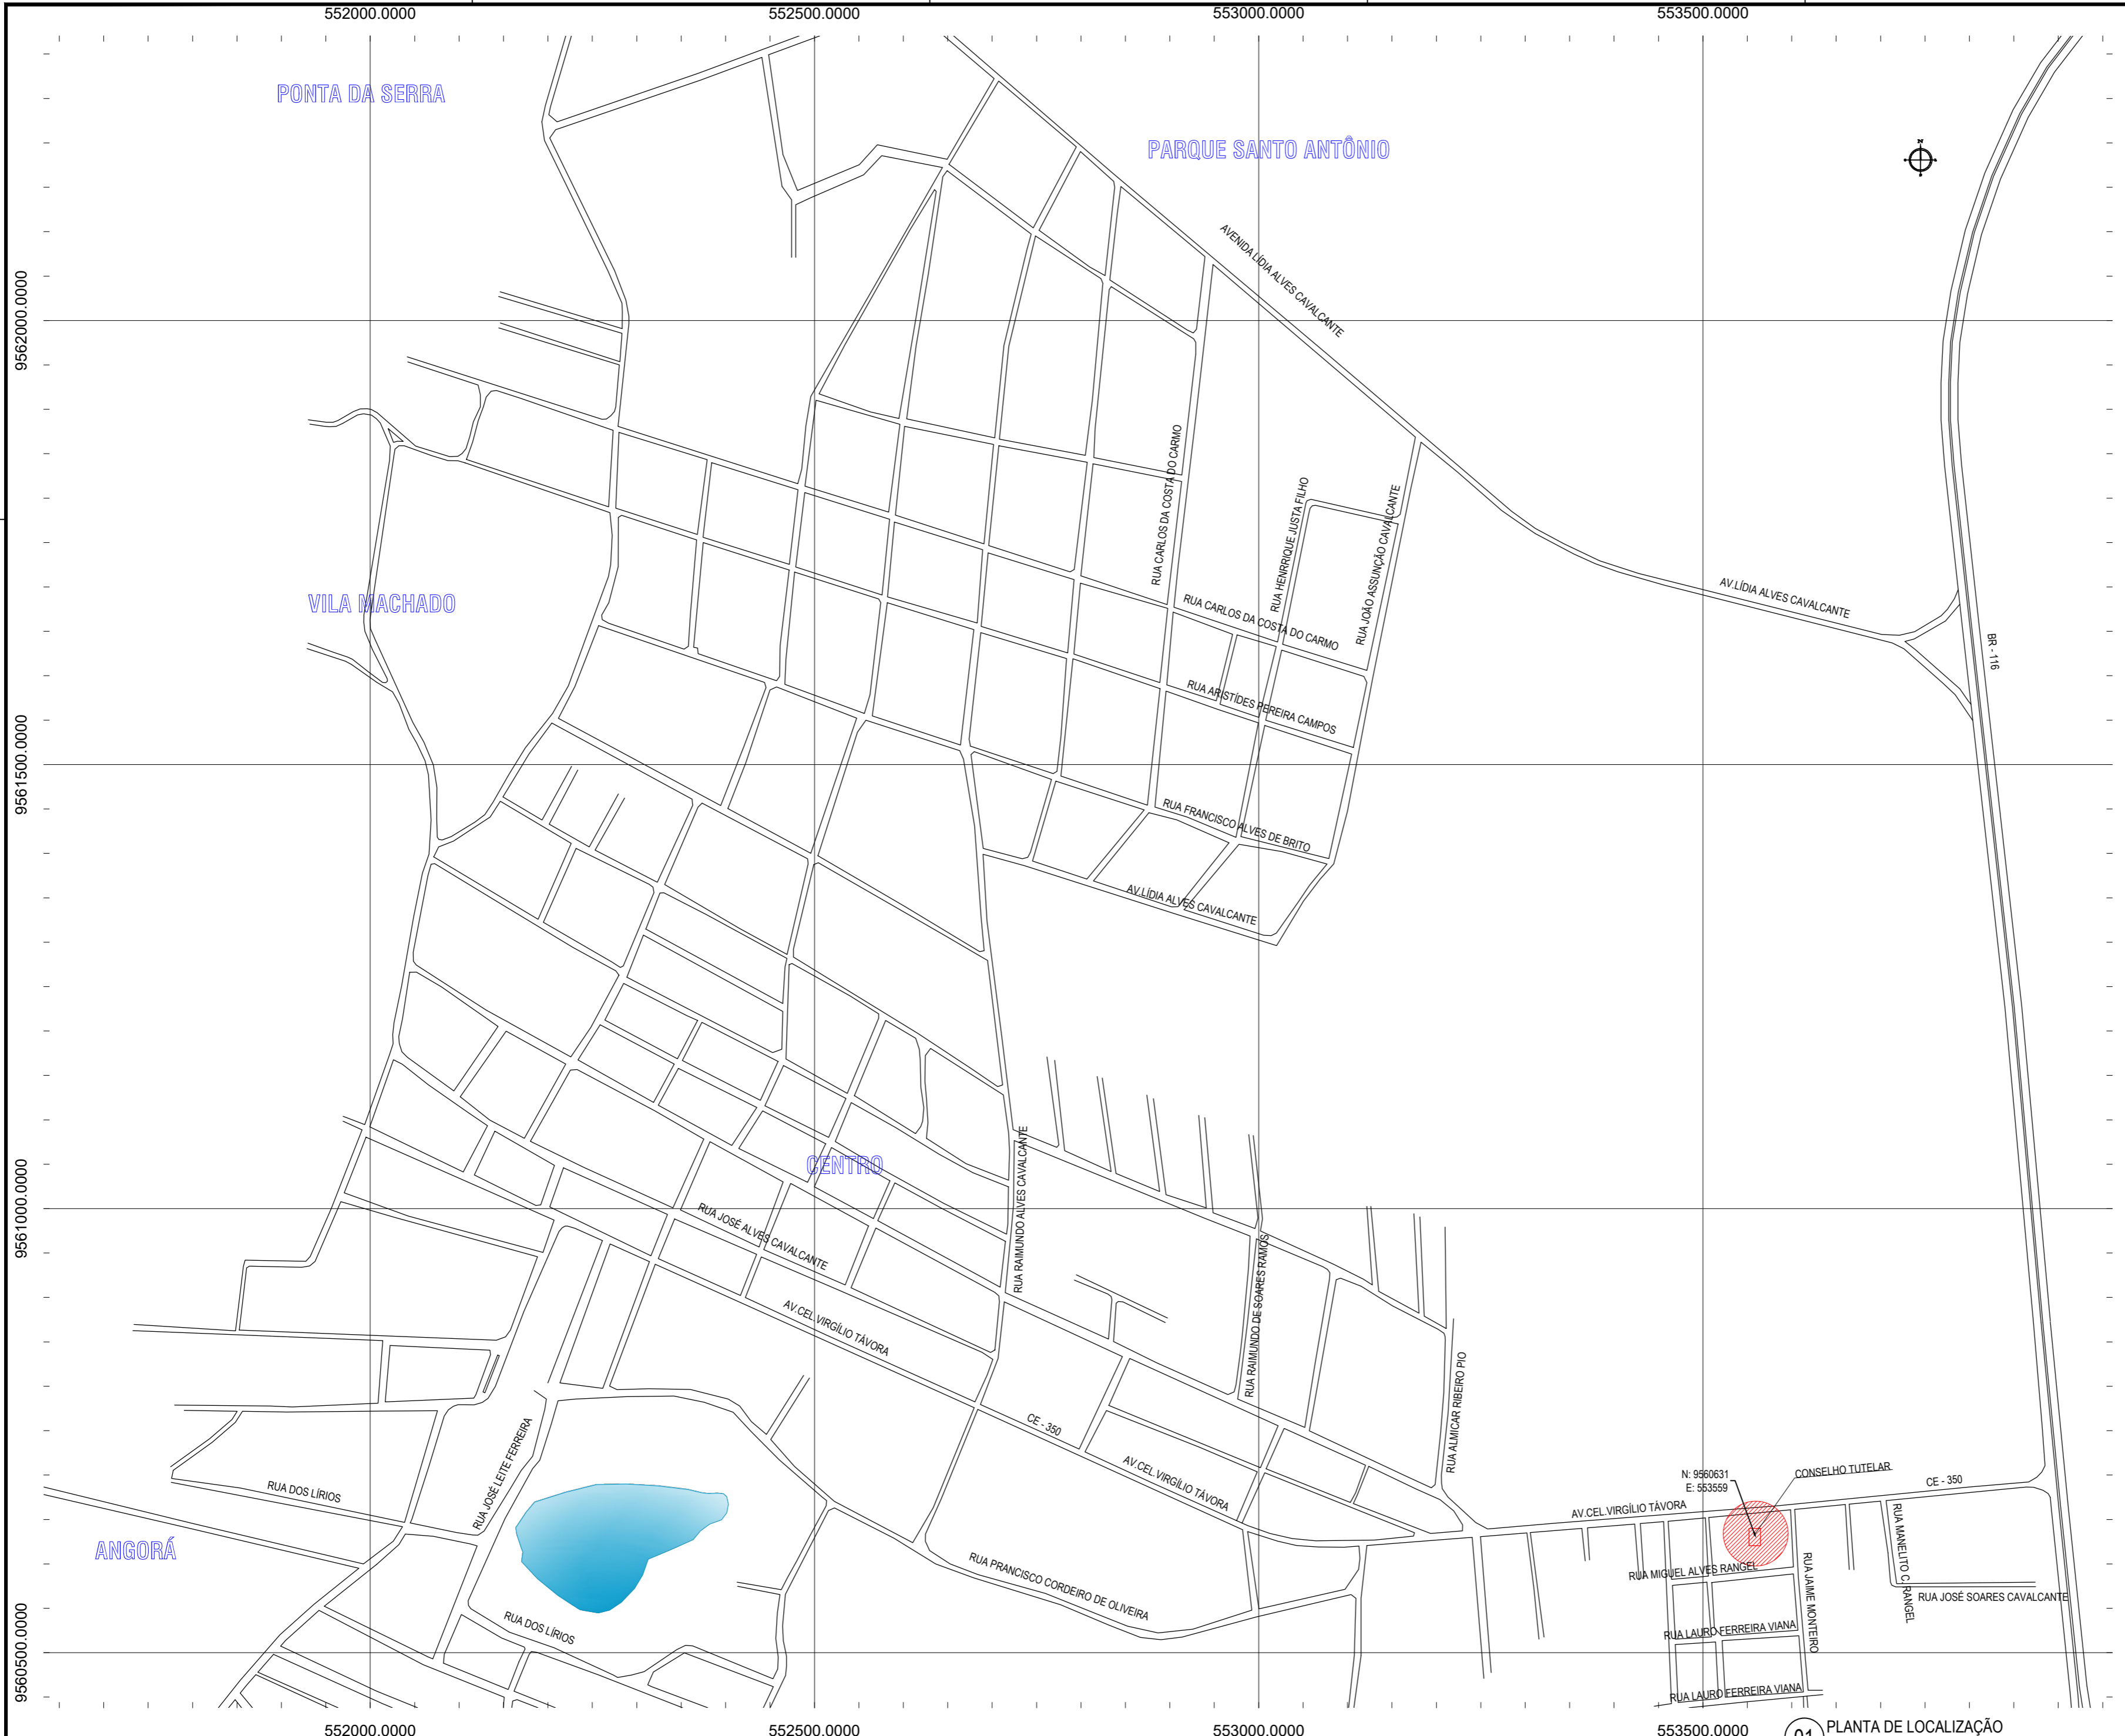 552000.0000
552500.0000
553000.0000
553500.0000
PONTA DA SERRA
PARQUE SANTO ANTÔNIO
N
AVENIDA LÍDIA ALVES CAVALCANTE
9562000.0000
RUA CARLOS DA COSTA DO CARMO
RUA HENRRIQUE JUSTA FILHO
RUA JOÃO ASSUNÇÃO CAVALCANTE
VILA MACHADO
RUA CARLOS DA COSTA DO CARMO
AV.LÍDIA ALVES CAVALCANTE
BR - 116
RUA ARISTÍDES PEREIRA CAMPOS
9561500.0000
RUA FRANCISCO ALVES DE BRITO
AV.LÍDIA ALVES CAVALCANTE
CENTRO
RUA RAIMUNDO ALVES CAVALCANTE
9561000.0000
RUA JOSÉ ALVES CAVALCANTE
RUA RAIMUNDO DE SOARES RAMOS
AV.CEL.VIRGÍLIO TÁVORA
RUA ALMICAR RIBEIRO PIO
RUA JOSÉ LEITE FERREIRA
CE - 350
AV.CEL.VIRGÍLIO TÁVORA
RUA DOS LÍRIOS
N: 9560631
E: 553559
CONSELHO TUTELAR
CE - 350
AV.CEL.VIRGÍLIO TÁVORA
ANGORÁ
RUA PRANCISCO CORDEIRO DE OLIVEIRA
RUA MIGUEL ALVES RANGEL
RUA JAIME MONTEIRO
RUA MANELITO C. RANGEL
RUA JOSÉ SOARES CAVALCANTE
RUA DOS LÍRIOS
RUA LAURO FERREIRA VIANA
9560500.0000
RUA LAURO FERREIRA VIANA
552000.0000
552500.0000
553000.0000
553500.0000
01
PLANTA DE LOCALIZAÇÃO